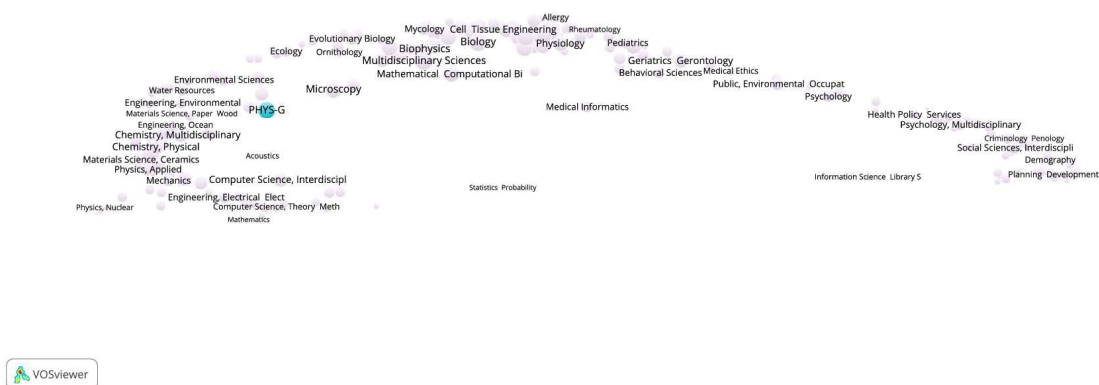 Allergy
Mycology Cell Tissue Engineering Rheumatology
Evolutionary Biology Biology Physiology Pediatrics
Ecology Ornithology Biophysics
Multidisciplinary Sciences Geriatrics Gerontology
Mathematical Computational Bi Behavioral Sciences Medical Ethics
Environmental Sciences Public, Environmental Occupat
Water Resources Microscopy Psychology
Engineering, Environmental PHYS-G Medical Informatics
Materials Science, Paper Wood Health Policy Services
Engineering, Ocean Psychology, Multidisciplinary
Chemistry, Multidisciplinary Criminology Penology
Chemistry, Physical Social Sciences, Interdiscipli
Materials Science, Ceramics Acoustics Demography
Physics, Applied
Mechanics Computer Science, Interdiscipl Information Science Library S Planning Development
Statistics Probability
Engineering, Electrical Elect
Physics, Nuclear Computer Science, Theory Meth
Mathematics
VOSviewer